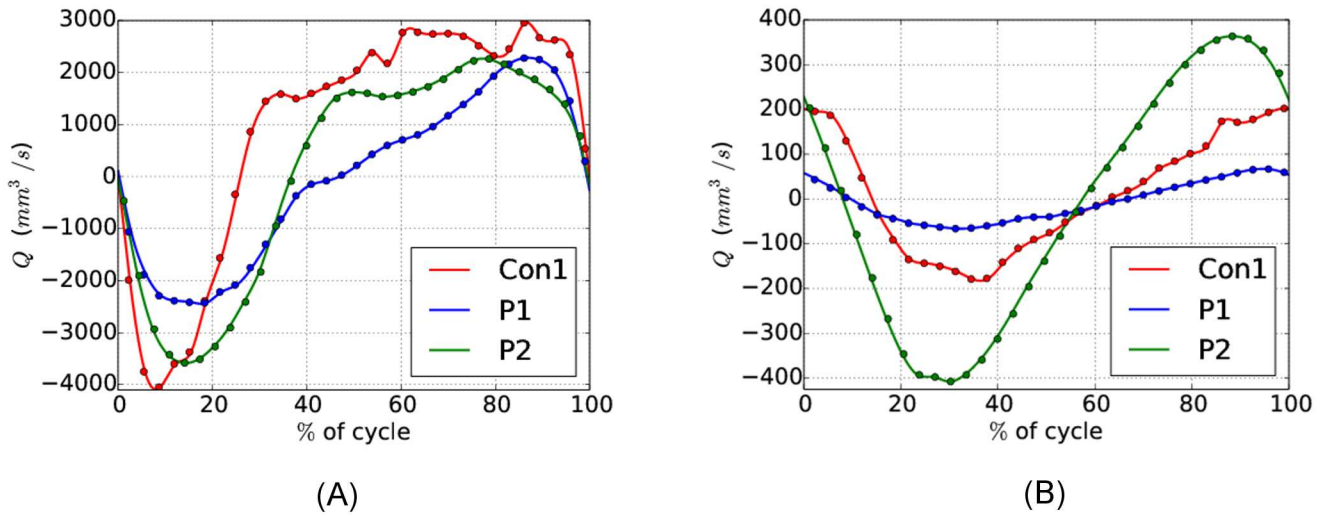 3000
2000
1000
0
−1000
−2000
−3000
−4000
Q (mm³/s)
0 20 40 60 80 100
% of cycle
Con1
P1
P2
(A)
400
300
200
100
0
−100
−200
−300
−400
Q (mm³/s)
0 20 40 60 80 100
% of cycle
Con1
P1
P2
(B)